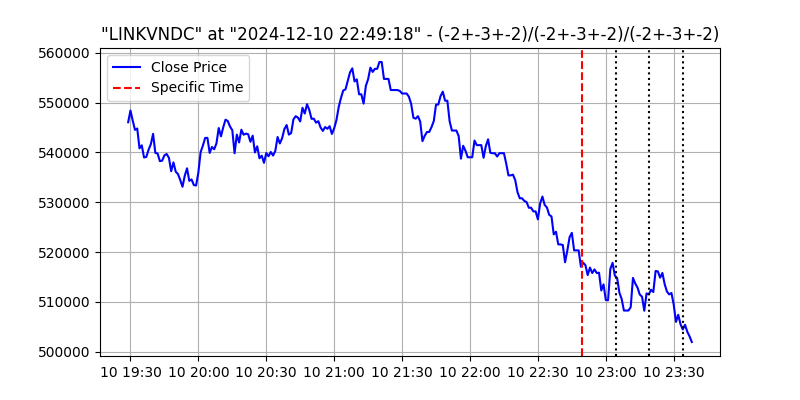 "LINKVNDC" at "2024-12-10 22:49:18" - (-2+-3+-2)/(-2+-3+-2)/(-2+-3+-2)
Close Price
Specific Time
560000
550000
540000
530000
520000
510000
500000
10 19:30 10 20:00 10 20:30 10 21:00 10 21:30 10 22:00 10 22:30 10 23:00 10 23:30